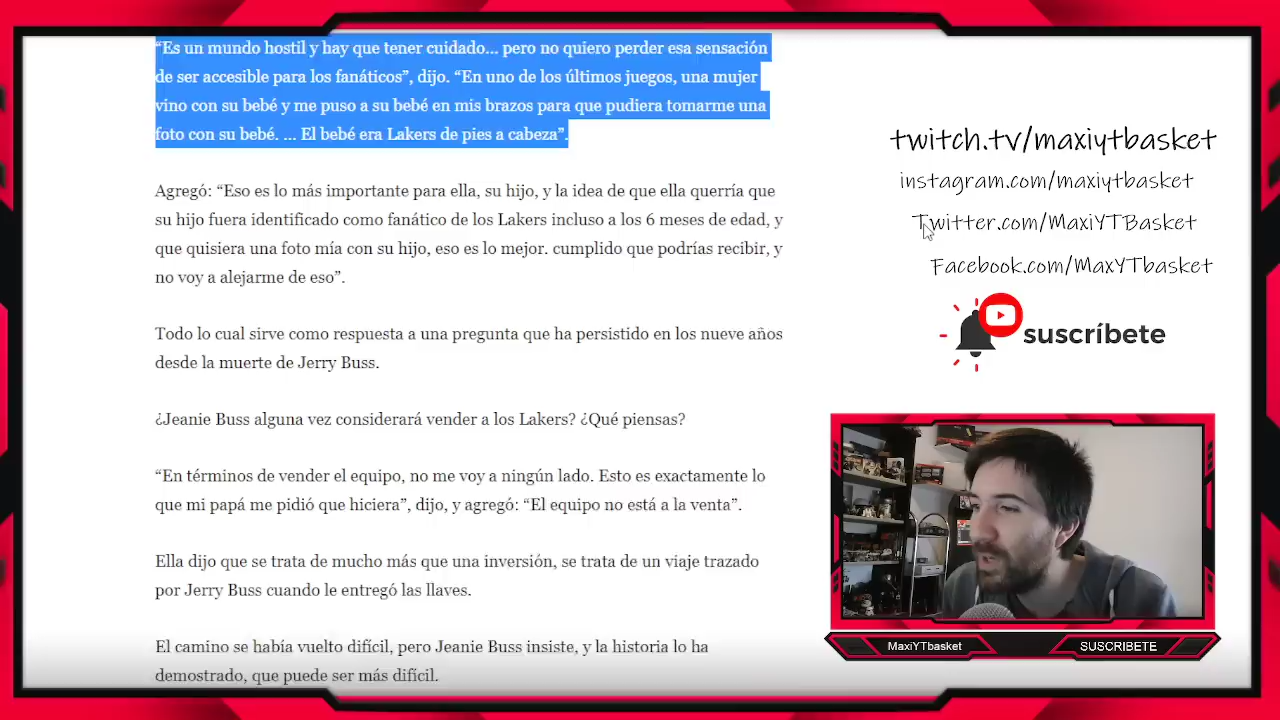 “Es un mundo hostil y hay que tener cuidado... pero no quiero perder esa sensación
de ser accesible para los fanáticos”, dijo. “En uno de los últimos juegos, una mujer
vino con su bebé y me puso a su bebé en mis brazos para que pudiera tomarme una
foto con su bebé. ... El bebé era Lakers de pies a cabeza”.
Agregó: “Eso es lo más importante para ella, su hijo, y la idea de que ella querría que
su hijo fuera identificado como fanático de los Lakers incluso a los 6 meses de edad, y
que quisiera una foto mía con su hijo, eso es lo mejor. cumplido que podrías recibir, y
no voy a alejarme de eso”.
Todo lo cual sirve como respuesta a una pregunta que ha persistido en los nueve años
desde la muerte de Jerry Buss.
¿Jeanie Buss alguna vez considerará vender a los Lakers? ¿Qué piensas?
“En términos de vender el equipo, no me voy a ningún lado. Esto es exactamente lo
que mi papá me pidió que hiciera”, dijo, y agregó: “El equipo no está a la venta”.
Ella dijo que se trata de mucho más que una inversión, se trata de un viaje trazado
por Jerry Buss cuando le entregó las llaves.
El camino se había vuelto difícil, pero Jeanie Buss insiste, y la historia lo ha
demostrado, que puede ser más difícil.
twitch.tv/maxiytbasket
instagram.com/maxiytbasket
Twitter.com/MaxiYTBasket
Facebook.com/MaxYTbasket
suscríbete
MaxiYTbasket
SUSCRIBETE